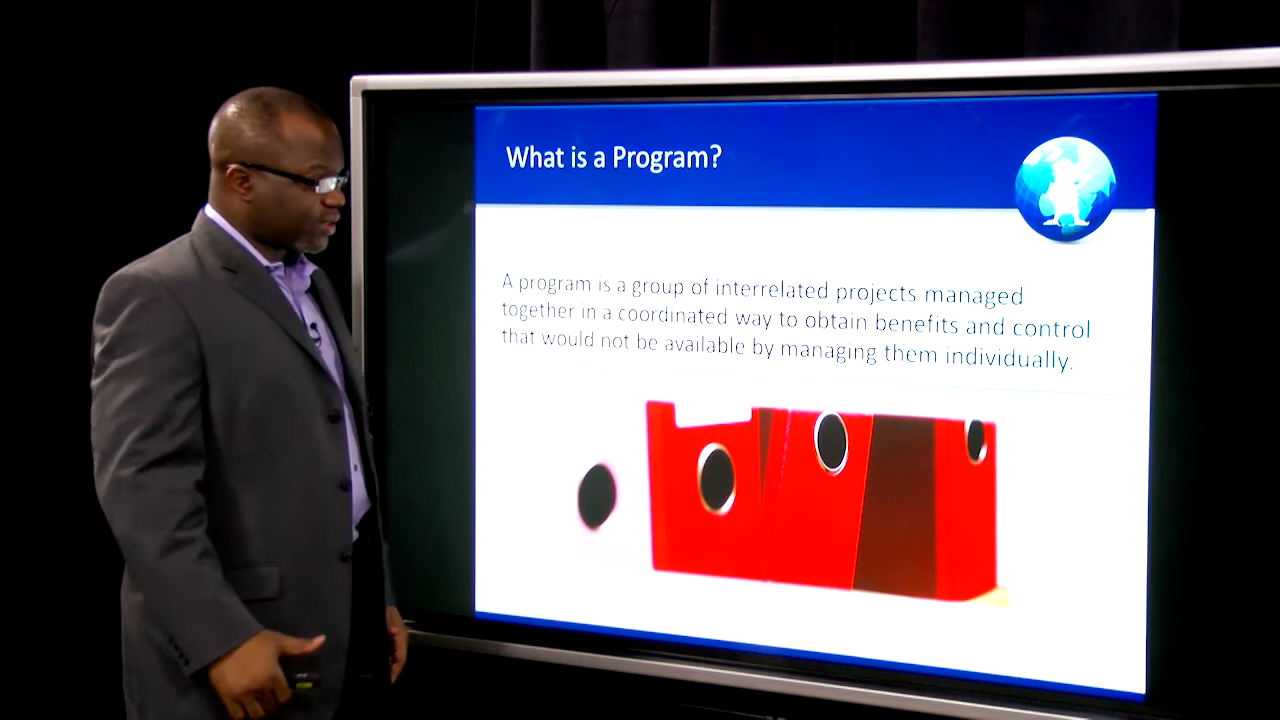 What is a Program?
A program is a group of interrelated projects managed
together in a coordinated way to obtain benefits and control
that would not be available by managing them individually.